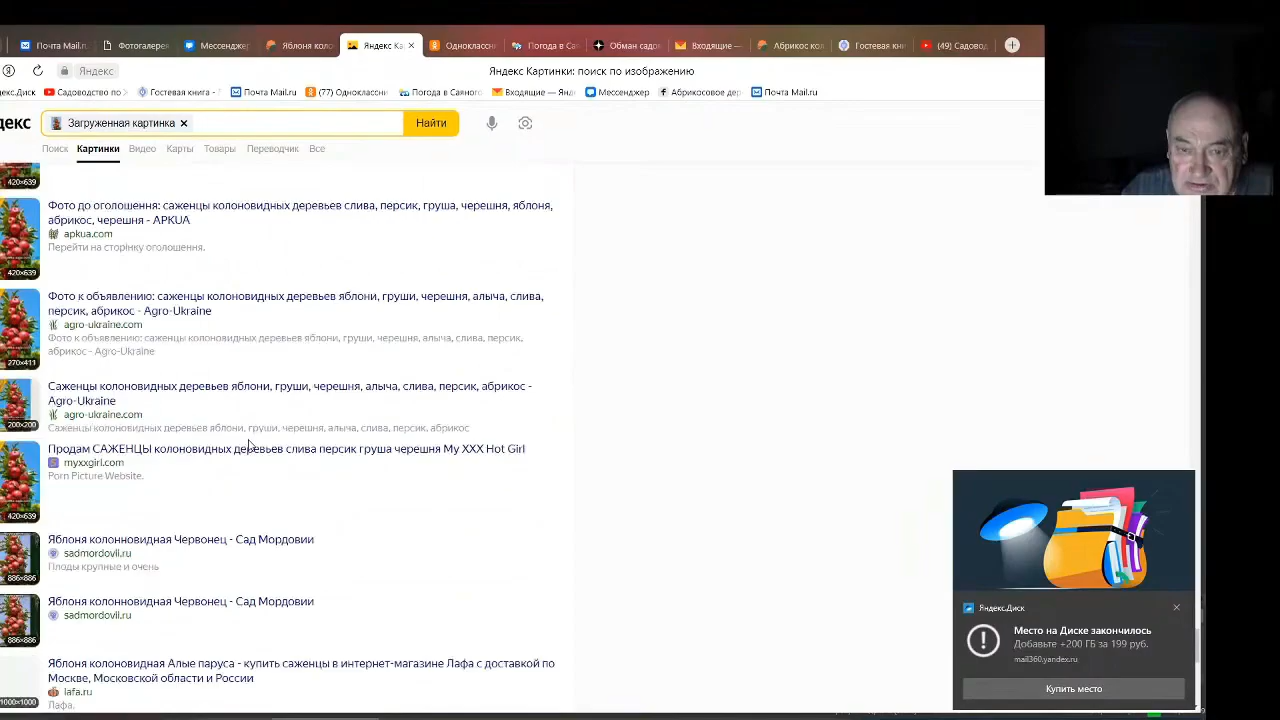 Почта Mail.ru
Фотогалерея
Мессенджер
Яблоня коло
Яндекс Ка
Одноклассн
Погода в Са
Обман садо
Входящие —
Абрикос кол
Гостевая кни
(49) Садовод
Яндекс
Яндекс Картинки: поиск по изображению
кс.Диск
Садоводство по
Гостевая книга -
Почта Mail.ru
(77) Одноклассни
Погода в Саяного
Входящие — Янд
Мессенджер
Абрикосовое дер
Почта Mail.ru
декс
Загруженная картинка
Найти
Поиск
Картинки
Видео
Карты
Товары
Переводчик
Все
420×639
Фото до оголошення: саженцы колоновидных деревьев слива, персик, груша, черешня, яблоня,
абрикос, черешня - APKUA
apkua.com
Перейти на сторінку оголошення.
420×639
Фото к объявлению: саженцы колоновидных деревьев яблони, груши, черешня, алыча, слива,
персик, абрикос - Agro-Ukraine
agro-ukraine.com
Фото к объявлению: саженцы колоновидных деревьев яблони, груши, черешня, алыча, слива, персик,
абрикос - Agro-Ukraine
270×411
Саженцы колоновидных деревьев яблони, груши, черешня, алыча, слива, персик, абрикос -
Agro-Ukraine
agro-ukraine.com
Саженцы колоновидных деревьев яблони, груши, черешня, алыча, слива, персик, абрикос
200×200
Продам САЖЕНЦЫ колоновидных деревьев слива персик груша черешня My XXX Hot Girl
myxxgirl.com
Porn Picture Website.
420×639
Яблоня колонновидная Червонец - Сад Мордовии
sadmordovii.ru
Плоды крупные и очень
886×886
Яблоня колонновидная Червонец - Сад Мордовии
sadmordovii.ru
886×886
Яблоня колоновидная Алые паруса - купить саженцы в интернет-магазине Лафа с доставкой по
Москве, Московской области и России
lafa.ru
Лафа.
1000×1000
Яндекс.Диск
Место на Диске закончилось
Добавьте +200 ГБ за 199 руб.
mail360.yandex.ru
Купить место